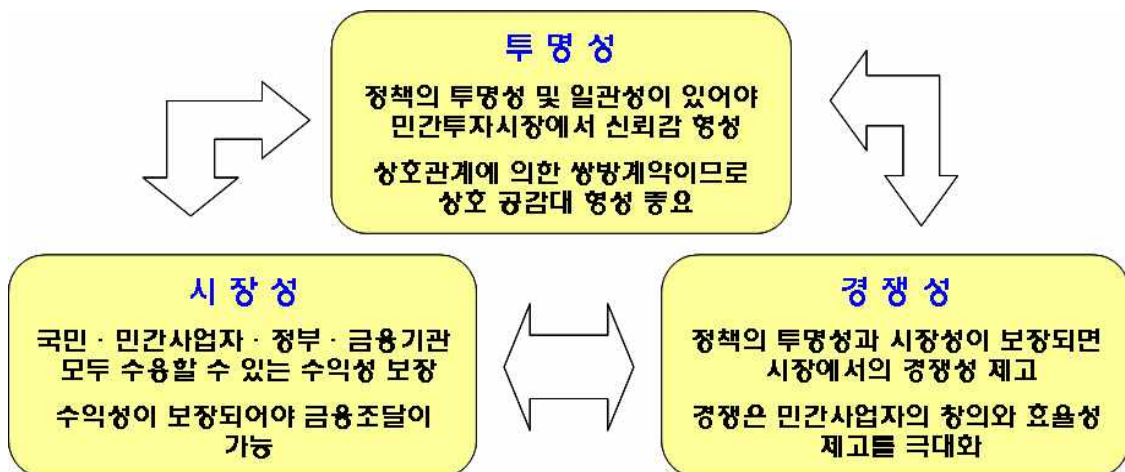 투 명 성
정책의 투명성 및 일관성이 있어야
민간투자시장에서 신뢰감 형성
상호관계에 의한 쌍방계약이므로
상호 공감대 형성 중요
시 장 성
국민 · 민간사업자 · 정부 · 금융기관
모두 수용할 수 있는 수익성 보장
수익성이 보장되어야 금융조달이
가능
경 쟁 성
정책의 투명성과 시장성이 보장되면
시장에서의 경쟁성 제고
경쟁은 민간사업자의 창의와 효율성
제고를 극대화